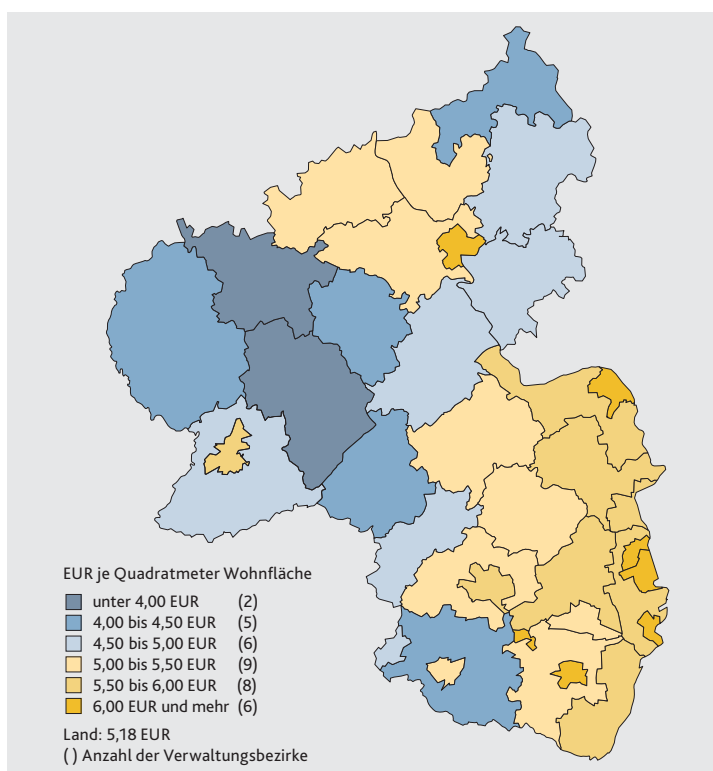 EUR je Quadratmeter Wohnfläche
unter 4,00 EUR (2)
4,00 bis 4,50 EUR (5)
4,50 bis 5,00 EUR (6)
5,00 bis 5,50 EUR (9)
5,50 bis 6,00 EUR (8)
6,00 EUR und mehr (6)
Land: 5,18 EUR
( ) Anzahl der Verwaltungsbezirke